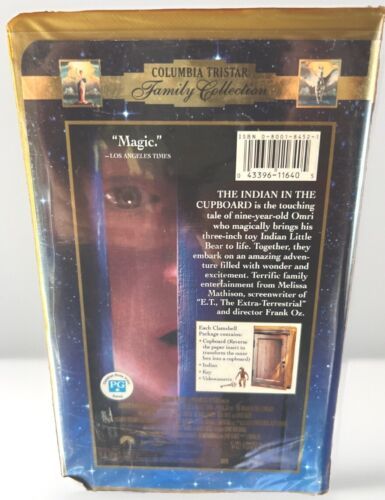 COLUMBIA TRISTAR
Family Collection
"Magic."
–LOS ANGELES TIMES
ISBN 0-8001-8452-1
0 43396-11640 5
THE INDIAN IN THE
CUPBOARD is the touching
tale of nine-year-old Omri
who magically brings his
three-inch toy Indian Little
Bear to life. Together, they
embark on an amazing adven-
ture filled with wonder and
excitement. Terrific family
entertainment from Melissa
Mathison, screenwriter of
"E.T., The Extra-Terrestrial"
and director Frank Oz.
Each Clamshell
Package contains:
• Cupboard (Reverse
the paper insert to
transform the outer
box into a cupboard)
• Indian
• Key
• Videocassette
PG